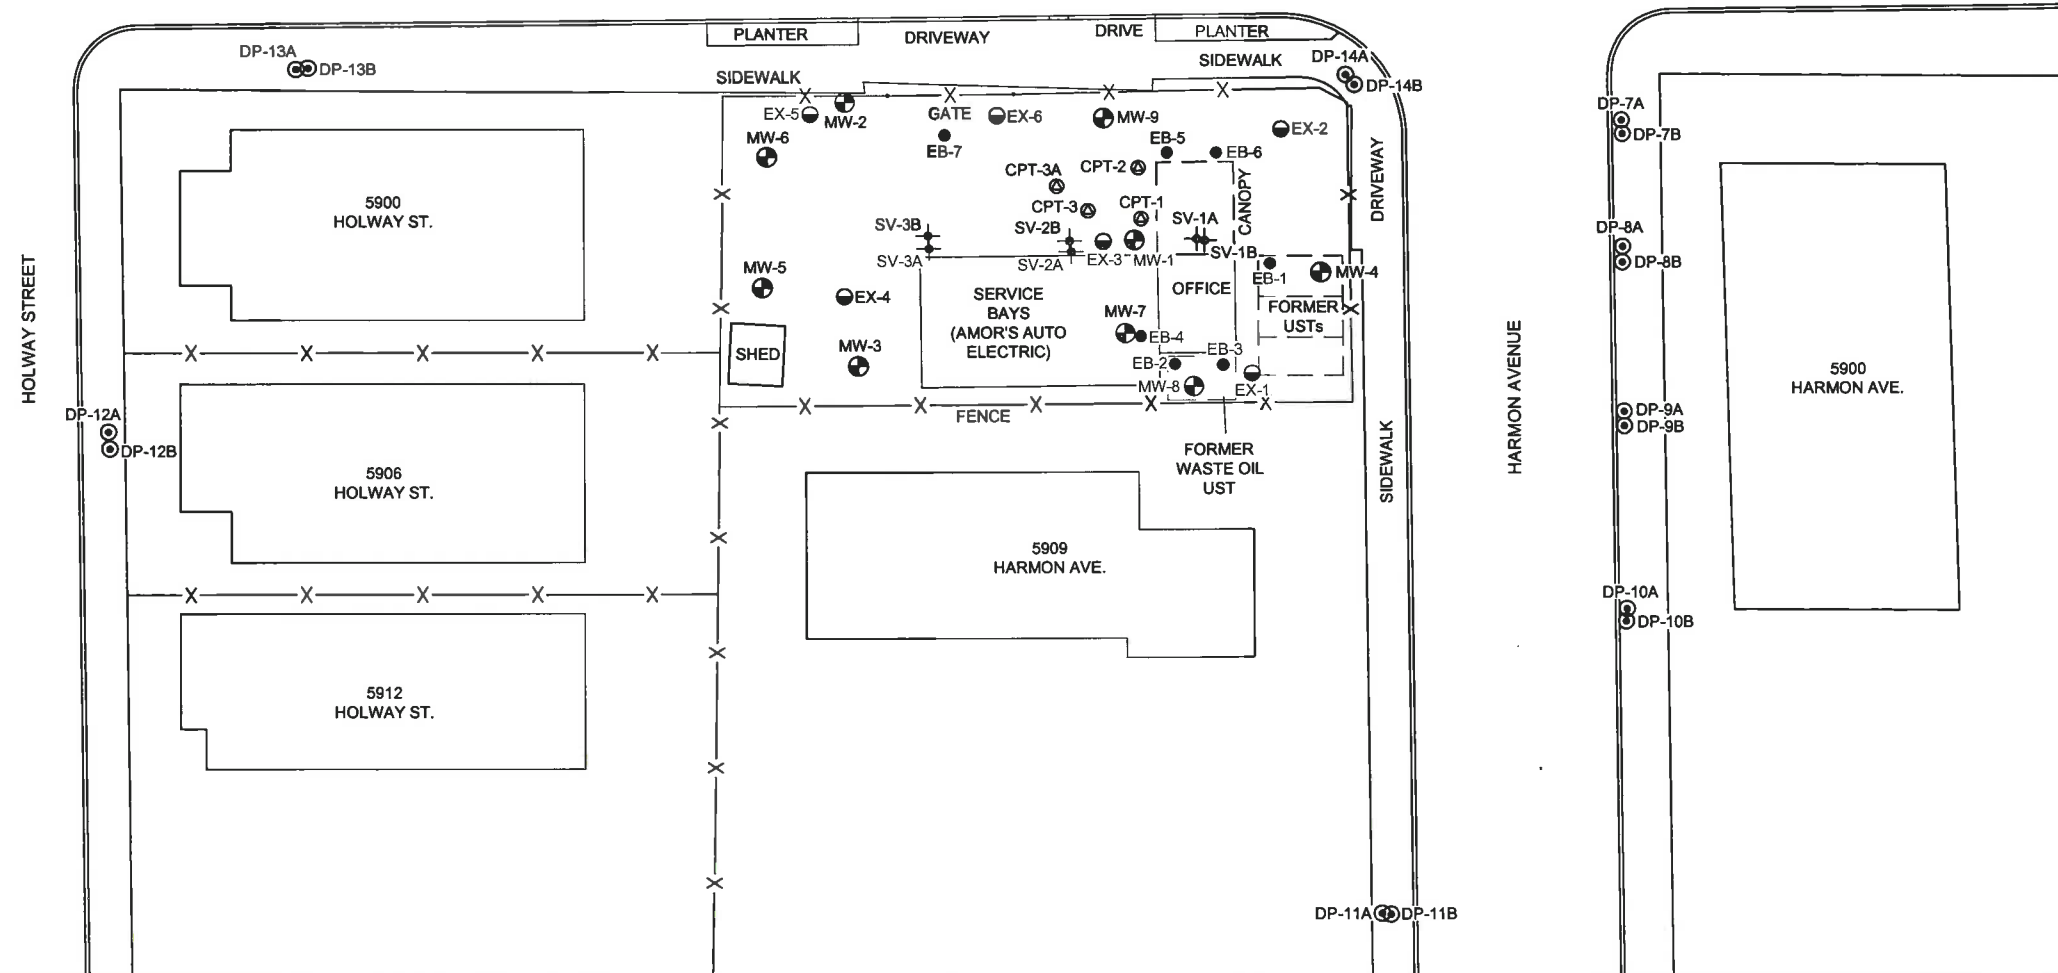 PLANTER
DRIVEWAY
DRIVE
PLANTER
SIDEWALK
SIDEWALK
DP-13A
DP-13B
DP-14A
DP-14B
EX-5
MW-2
GATE
EX-6
MW-9
EX-2
MW-6
EB-7
EB-5
EB-6
CPT-3A
CPT-2
CPT-3
CPT-1
CANOPY
DRIVEWAY
SV-3B
SV-2B
SV-1A
SV-3A
SV-2A
EX-3
MW-1
SV-1B
MW-5
EX-4
EB-1
MW-4
SERVICE
BAYS
(AMOR'S AUTO
ELECTRIC)
OFFICE
FORMER
USTs
MW-7
EB-4
SHED
MW-3
EB-2
EB-3
MW-8
EX-1
FENCE
FORMER
WASTE OIL
UST
SIDEWALK
5900
HOLWAY ST.
HOLWAY STREET
DP-12A
DP-12B
5906
HOLWAY ST.
5912
HOLWAY ST.
5909
HARMON AVE.
DP-11A
DP-11B
HARMON AVENUE
DP-7A
DP-7B
DP-8A
DP-8B
DP-9A
DP-9B
DP-10A
DP-10B
5900
HARMON AVE.